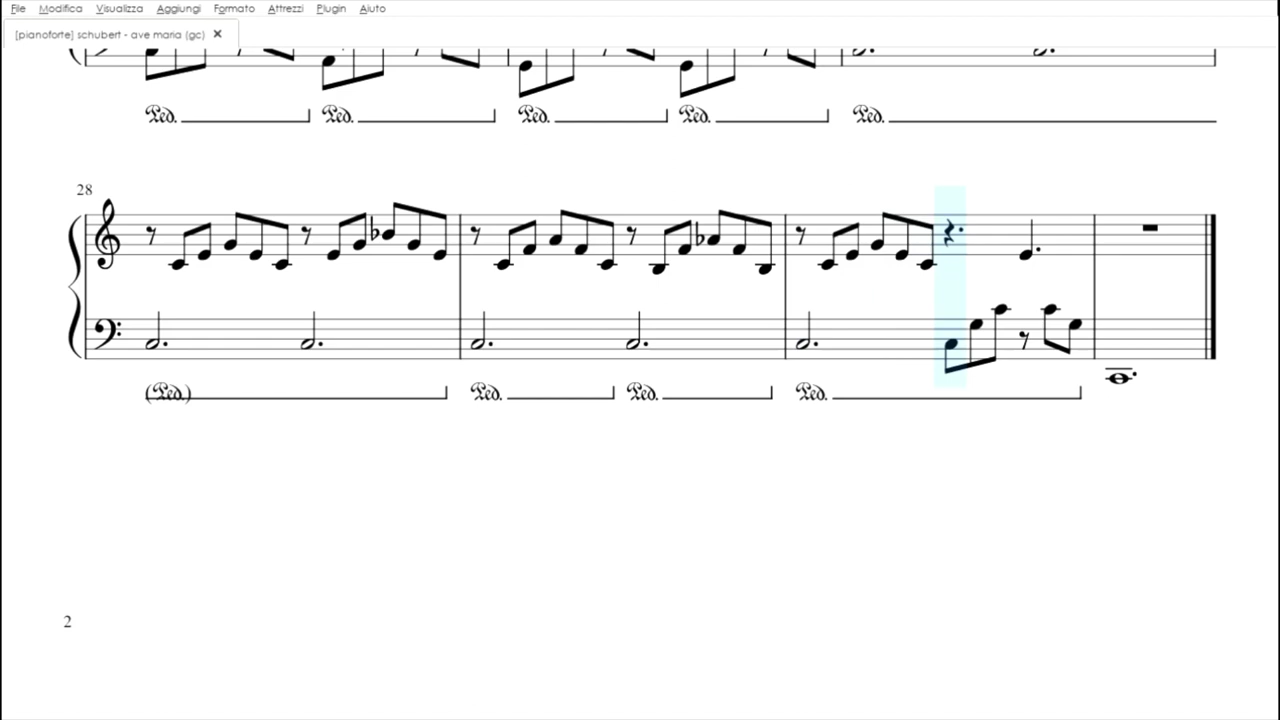 File Modifica Visualizza Aggiungi Formato Attrezzi Plugin Aiuto
[pianoforte] schubert - ave maria (gc) ×
Ped. Ped. Ped. Ped. Ped.
28
(Ped.) Ped. Ped. Ped.
2